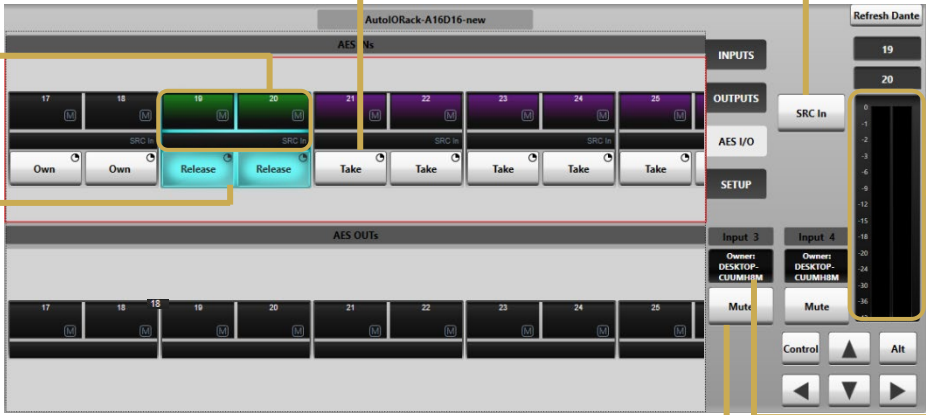 AutoIORack-A16D16-new
Refresh Dante
AES INs
INPUTS
19
20
17 18 19 20 21 22 23 24 25
M M M M M M M M M
OUTPUTS
SRC In
SRC In SRC In SRC In SRC In
Own Own Release Release Take Take Take Take Take
AES I/O
SETUP
0
-1
-2
-3
-6
-9
-12
-15
-18
-20
-24
-30
-36
AES OUTs
Input 3 Input 4
Owner: Owner:
DESKTOP- DESKTOP-
CUUMH8M CUUMH8M
18
17 18 19 20 21 22 23 24 25
M M M M M M M M M
Mute Mute
Control Alt